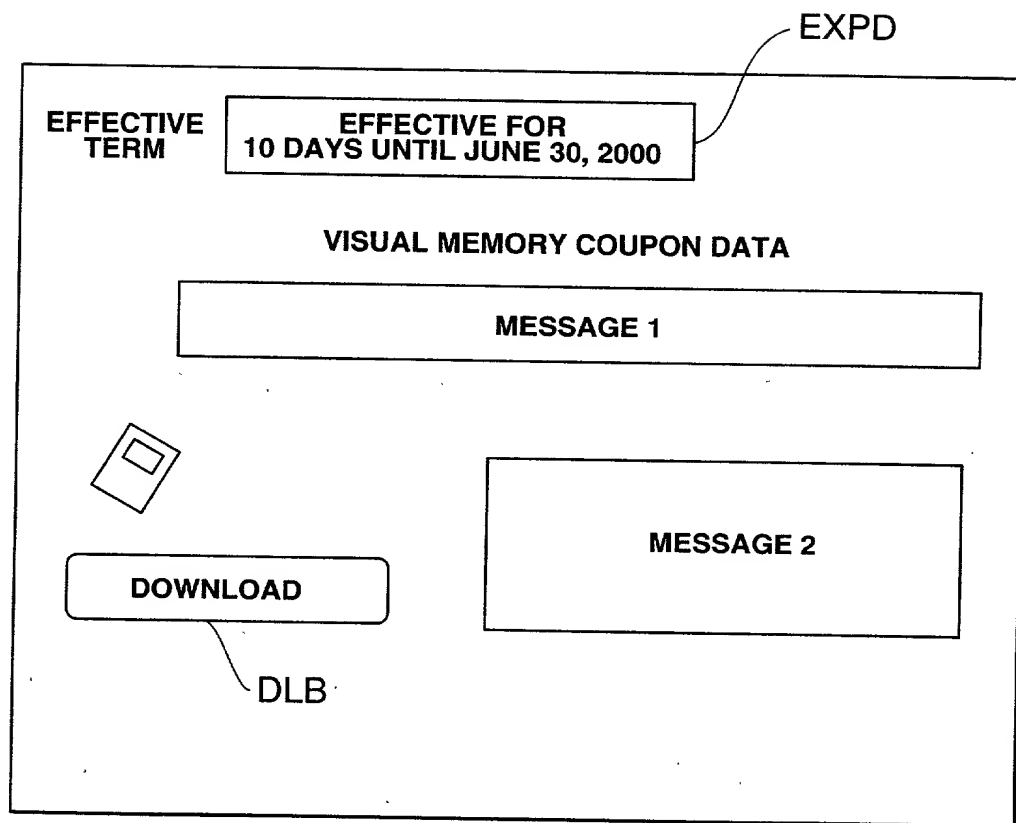 EXPD
EFFECTIVE TERM
EFFECTIVE FOR
10 DAYS UNTIL JUNE 30, 2000
VISUAL MEMORY COUPON DATA
MESSAGE 1
MESSAGE 2
DOWNLOAD
DLB